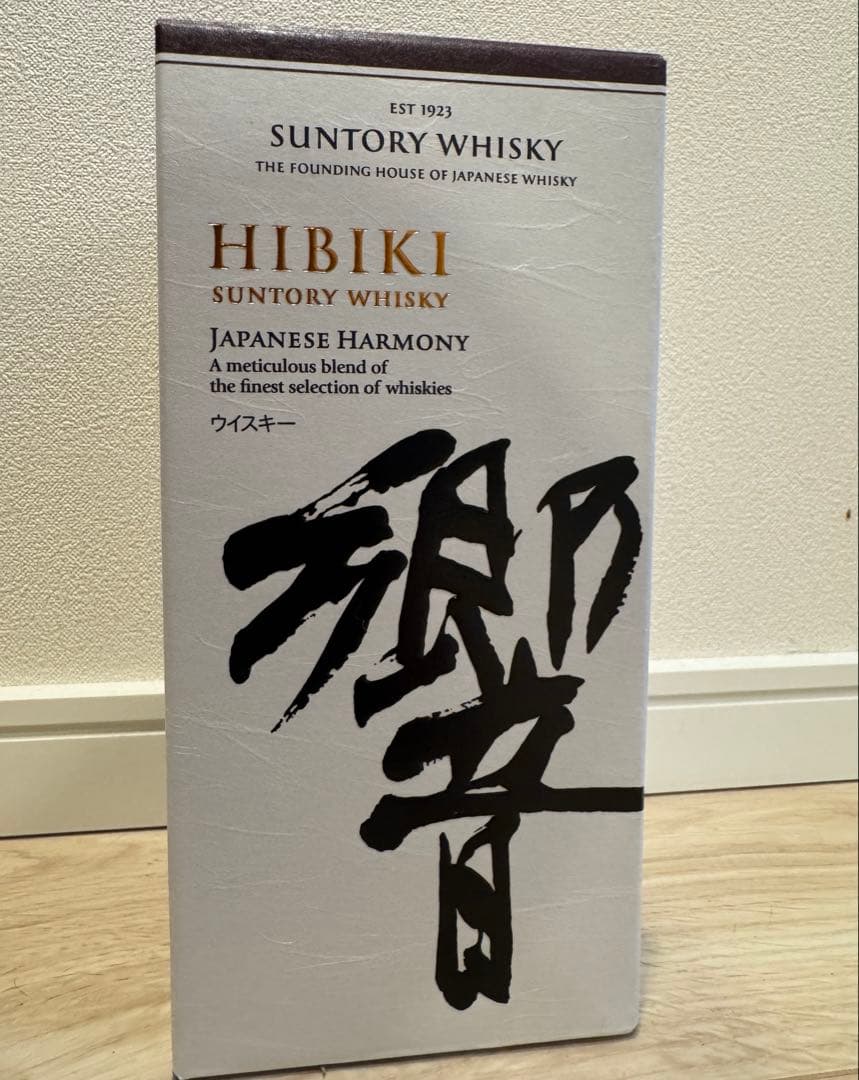 EST 1923
SUNTORY WHISKY
THE FOUNDING HOUSE OF JAPANESE WHISKY
HIBIKI
SUNTORY WHISKY
JAPANESE HARMONY
A meticulous blend of
the finest selection of whiskies
ウイスキー
響